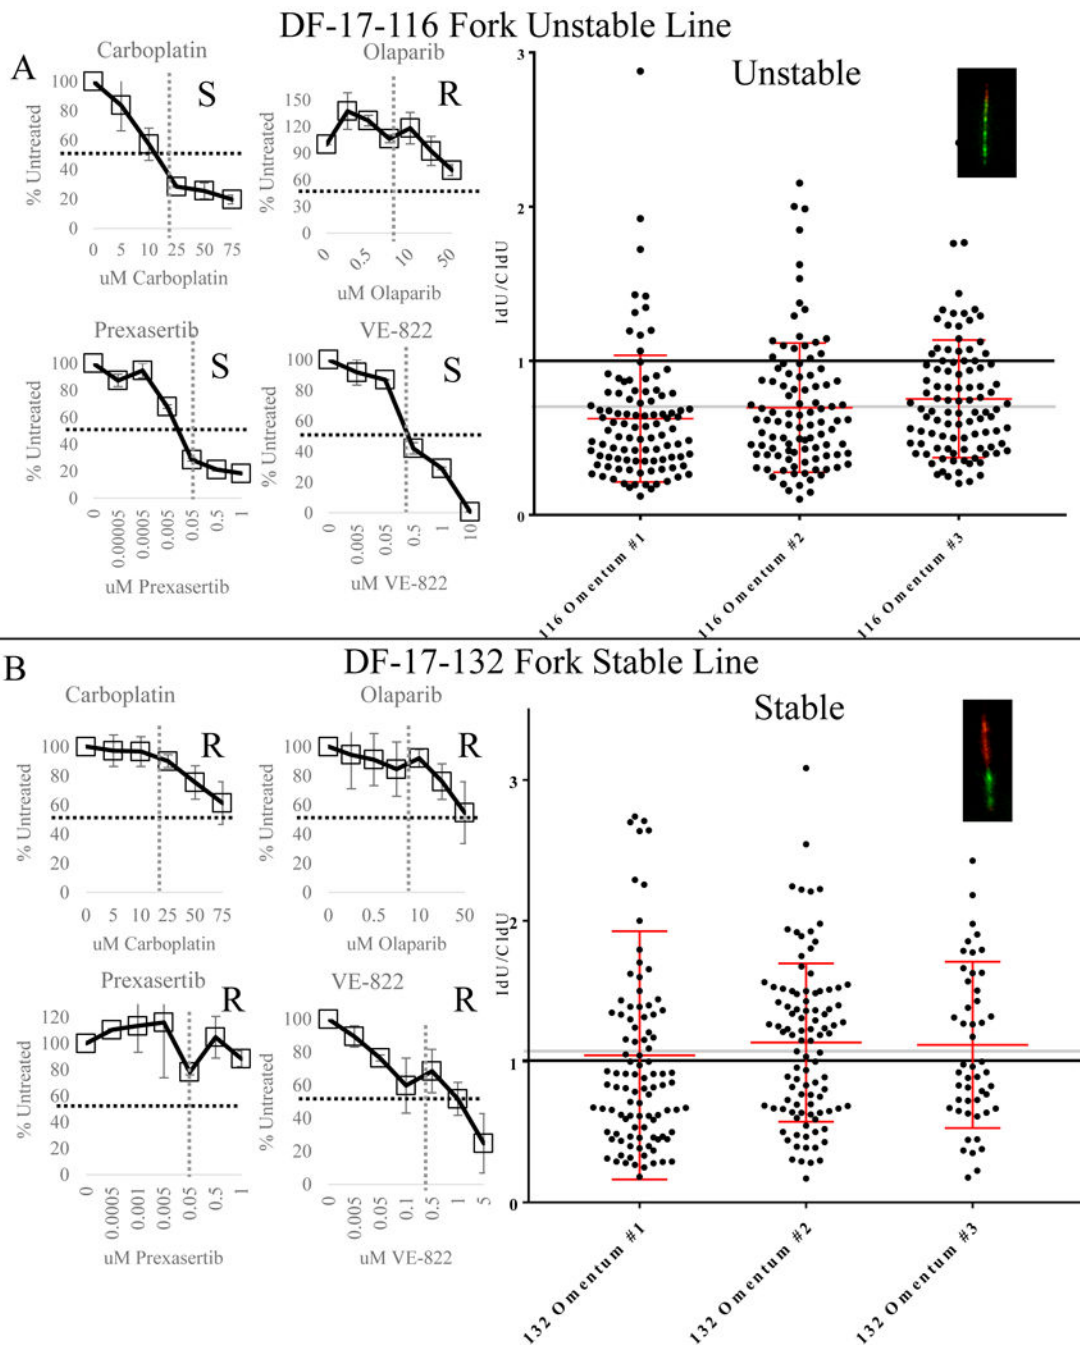 DF-17-116 Fork Unstable Line
A
Carboplatin
S
% Untreated
100
80
60
40
20
0
0 5 10 25 50 75
uM Carboplatin
Olaparib
R
% Untreated
150
120
90
60
30
0
0 0.5 10 50
uM Olaparib
Prexasertib
S
% Untreated
100
80
60
40
20
0
0 0.00005 0.0005 0.005 0.05 0.5 1
uM Prexasertib
VE-822
S
% Untreated
100
80
60
40
20
0
0 0.005 0.05 0.5 1 10
uM VE-822
Unstable
IdU/CldU
3
2
1
0
116 Omentum #1
116 Omentum #2
116 Omentum #3
DF-17-132 Fork Stable Line
B
Carboplatin
R
% Untreated
100
80
60
40
20
0
0 5 10 25 50 75
uM Carboplatin
Olaparib
R
% Untreated
100
80
60
40
20
0
0 0.5 10 50
uM Olaparib
Prexasertib
R
% Untreated
120
100
80
60
40
20
0
0 0.0005 0.001 0.005 0.05 0.5 1
uM Prexasertib
VE-822
R
% Untreated
100
80
60
40
20
0
0 0.005 0.05 0.1 0.5 1 5
uM VE-822
Stable
IdU/CldU
3
2
1
0
132 Omentum #1
132 Omentum #2
132 Omentum #3